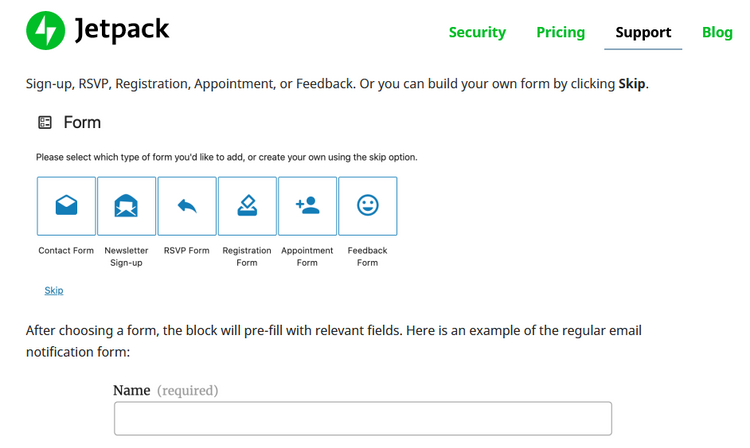 Jetpack
Security Pricing Support Blog
Sign-up, RSVP, Registration, Appointment, or Feedback. Or you can build your own form by clicking Skip.
Form
Please select which type of form you'd like to add, or create your own using the skip option.
Contact Form Newsletter Sign-up RSVP Form Registration Form Appointment Form Feedback Form
Skip
After choosing a form, the block will pre-fill with relevant fields. Here is an example of the regular email
notification form:
Name (required)